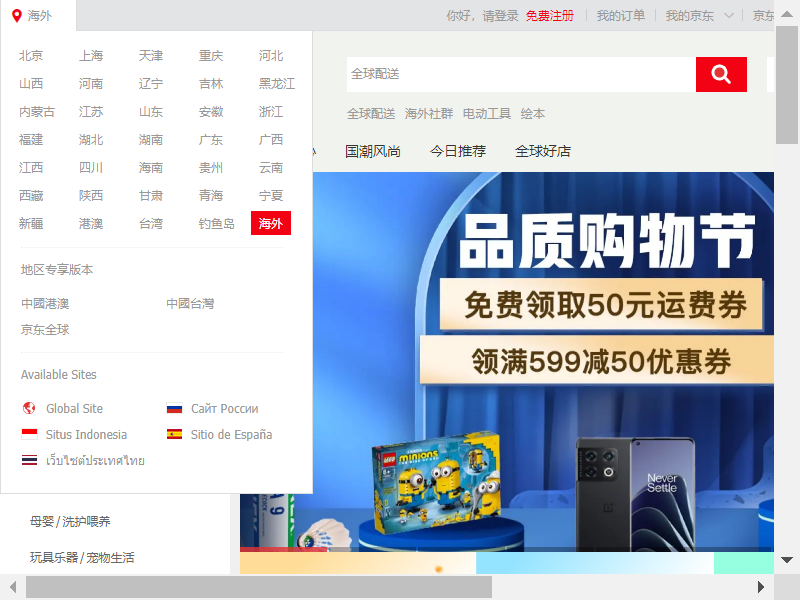 海外
你好，请登录 免费注册 我的订单 我的京东 京东
北京 上海 天津 重庆 河北
山西 河南 辽宁 吉林 黑龙江
内蒙古 江苏 山东 安徽 浙江
福建 湖北 湖南 广东 广西
江西 四川 海南 贵州 云南
西藏 陕西 甘肃 青海 宁夏
新疆 港澳 台湾 钓鱼岛 海外
地区专享版本
中國港澳 中國台灣
京东全球
Available Sites
Global Site Сайт России
Situs Indonesia Sitio de España
เว็บไซต์ประเทศไทย
母婴/洗护喂养
玩具乐器/宠物生活
全球配送
全球配送 海外社群 电动工具 绘本
国潮风尚 今日推荐 全球好店
品质购物节
免费领取50元运费券
领满599减50优惠券
LEGO
minions
Never
Settle